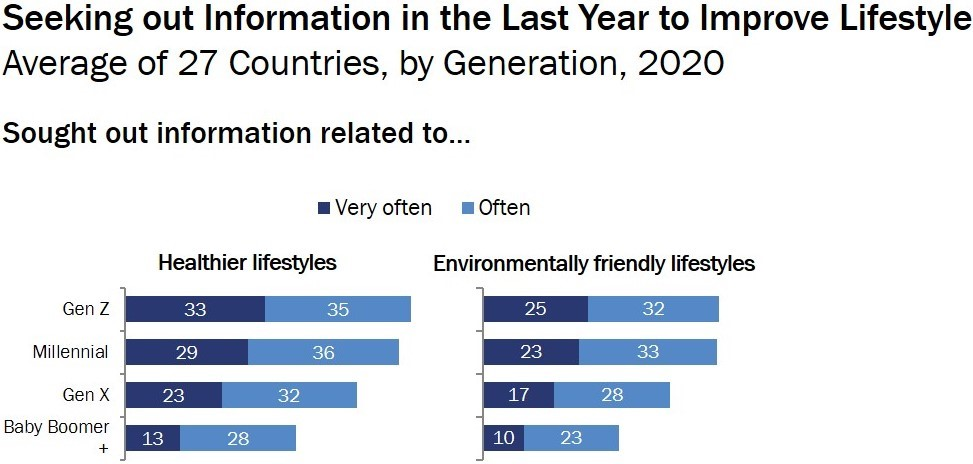 Seeking out Information in the Last Year to Improve Lifestyle
Average of 27 Countries, by Generation, 2020
Sought out information related to...
Very often Often
Healthier lifestyles Environmentally friendly lifestyles
Gen Z 33 35 25 32
Millennial 29 36 23 33
Gen X 23 32 17 28
Baby Boomer
+ 13 28 10 23